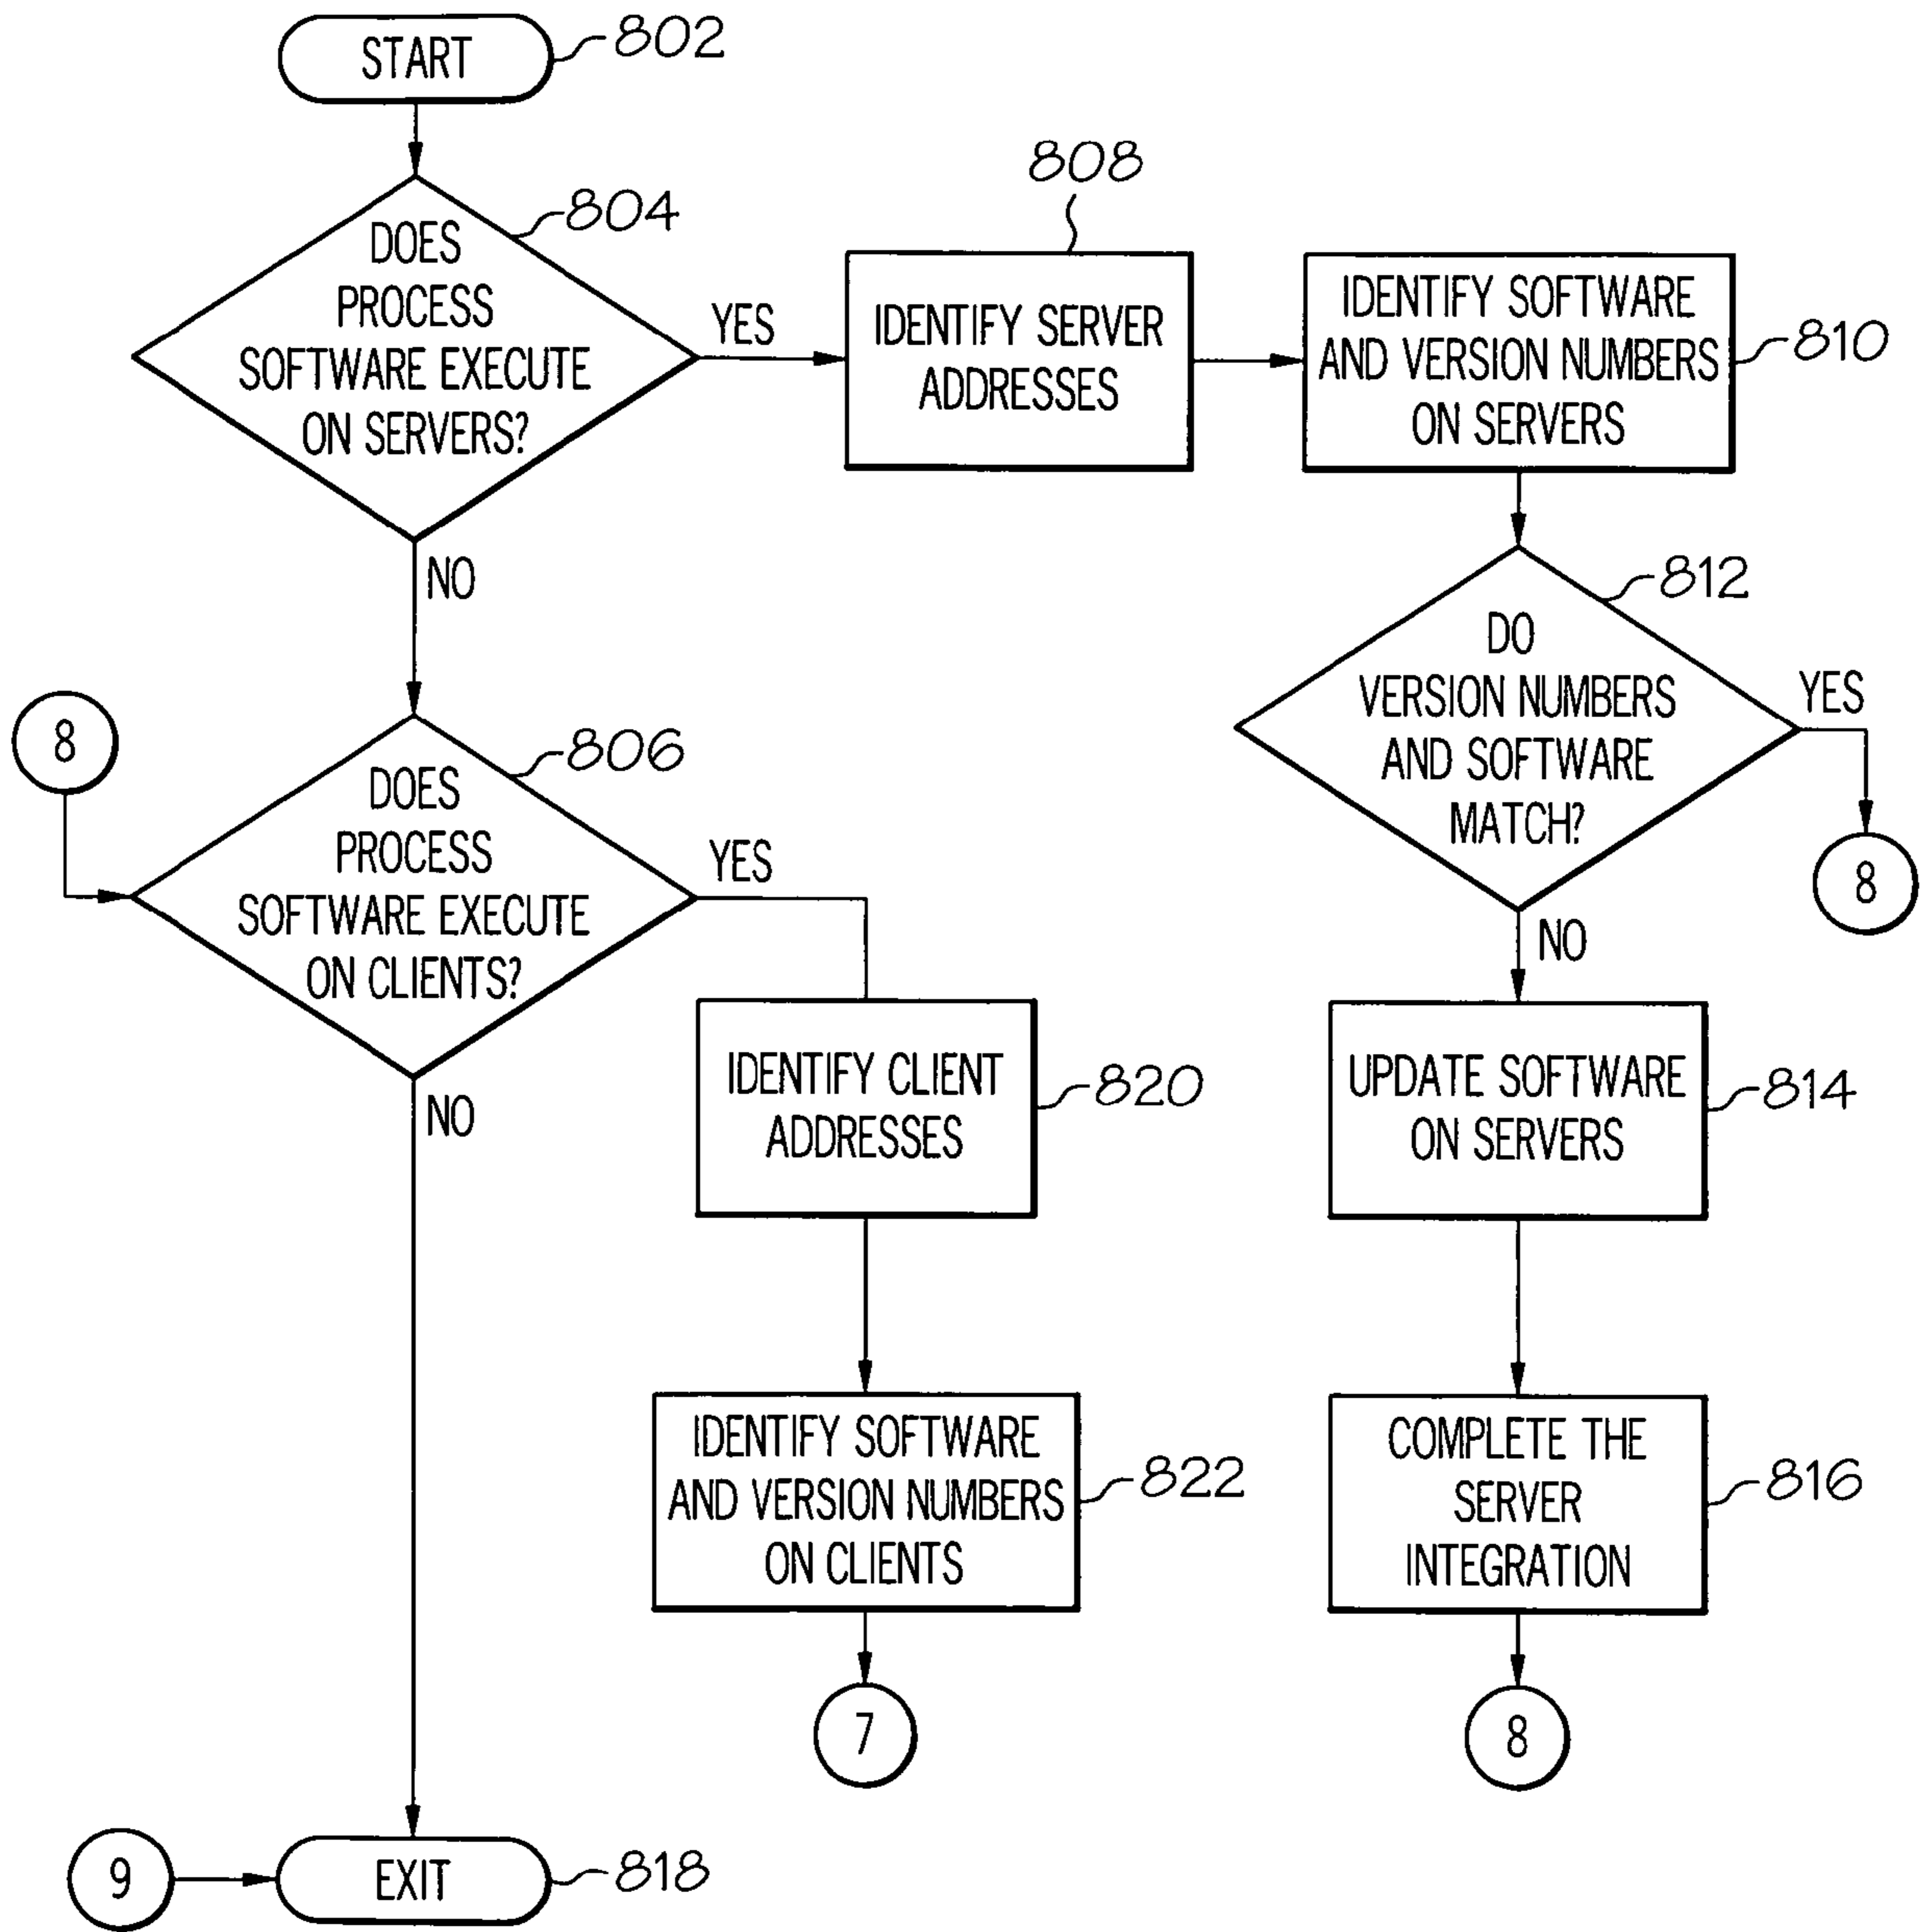 START
802
804
DOES
PROCESS
SOFTWARE EXECUTE
ON SERVERS?
YES
NO
808
IDENTIFY SERVER
ADDRESSES
IDENTIFY SOFTWARE
AND VERSION NUMBERS
ON SERVERS
810
812
DO
VERSION NUMBERS
AND SOFTWARE
MATCH?
YES
8
NO
8
806
DOES
PROCESS
SOFTWARE EXECUTE
ON CLIENTS?
YES
NO
IDENTIFY CLIENT
ADDRESSES
820
UPDATE SOFTWARE
ON SERVERS
814
IDENTIFY SOFTWARE
AND VERSION NUMBERS
ON CLIENTS
822
COMPLETE THE
SERVER
INTEGRATION
816
7
8
9
EXIT
818